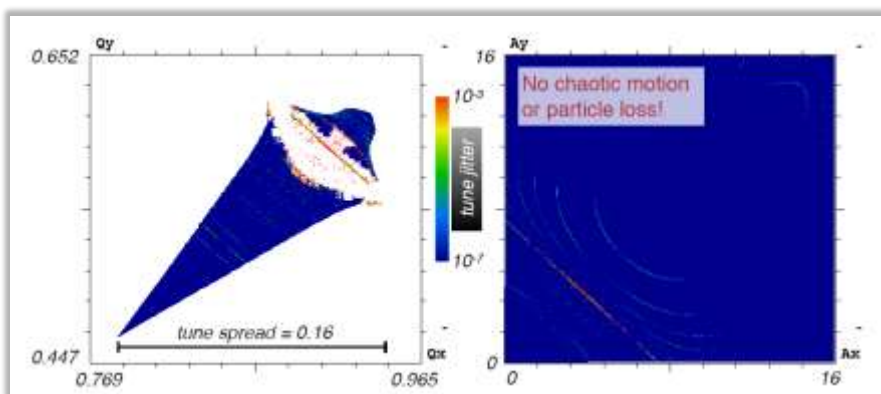 Qy
0.652
0.447
0.769
0.965
Qx
tune spread = 0.16
10-3
tune jitter
10-7
Ay
16
No chaotic motion
or particle loss!
0
0
16
Ax